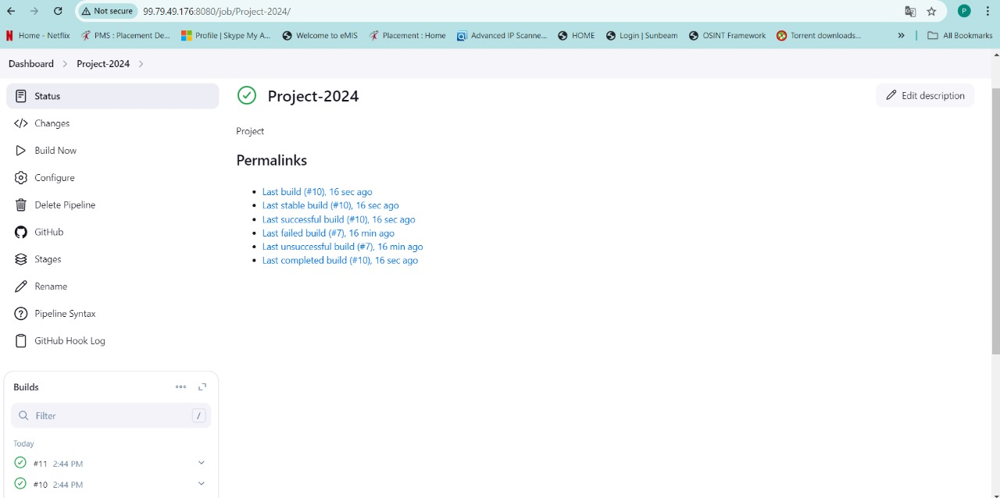 Not secure 99.79.49.176:8080/job/Project-2024/ P
N Home - Netflix PMS : Placement De... Profile | Skype My A... Welcome to eMIS Placement : Home Advanced IP Scanne... HOME Login | Sunbeam OSINT Framework Torrent downloads... » All Bookmarks
Dashboard > Project-2024 >
Status
Project-2024
Edit description
Changes
Build Now
Configure
Delete Pipeline
GitHub
Stages
Rename
Pipeline Syntax
GitHub Hook Log
Project
Permalinks
• Last build (#10), 16 sec ago
• Last stable build (#10), 16 sec ago
• Last successful build (#10), 16 sec ago
• Last failed build (#7), 16 min ago
• Last unsuccessful build (#7), 16 min ago
• Last completed build (#10), 16 sec ago
Builds
Filter /
Today
#11 2:44 PM
#10 2:44 PM